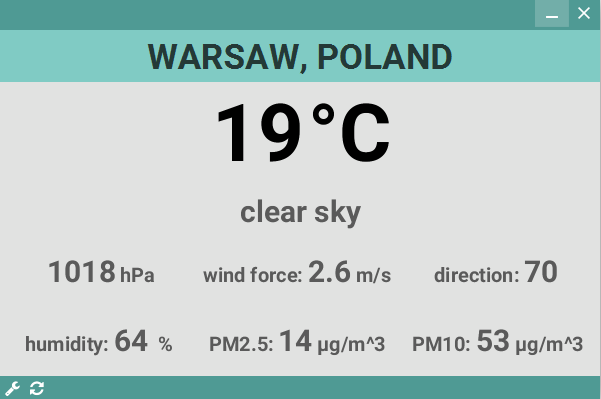 WARSAW, POLAND
19°C
clear sky
1018 hPa wind force: 2.6 m/s direction: 70
humidity: 64 % PM2.5: 14 µg/m^3 PM10: 53 µg/m^3